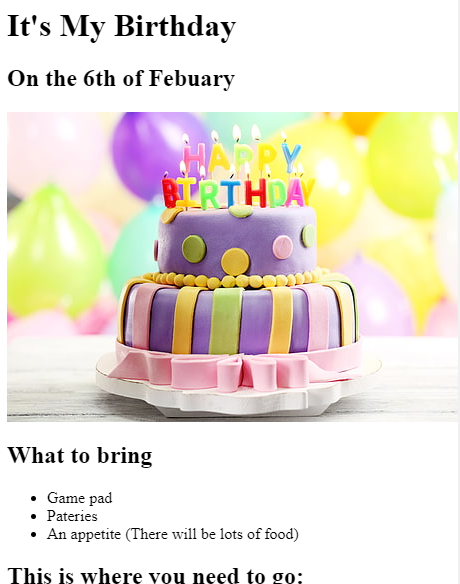 It's My Birthday
On the 6th of Febuary
HAPPY
BIRTHDAY
What to bring
Game pad
Pateries
An appetite (There will be lots of food)
This is where you need to go: